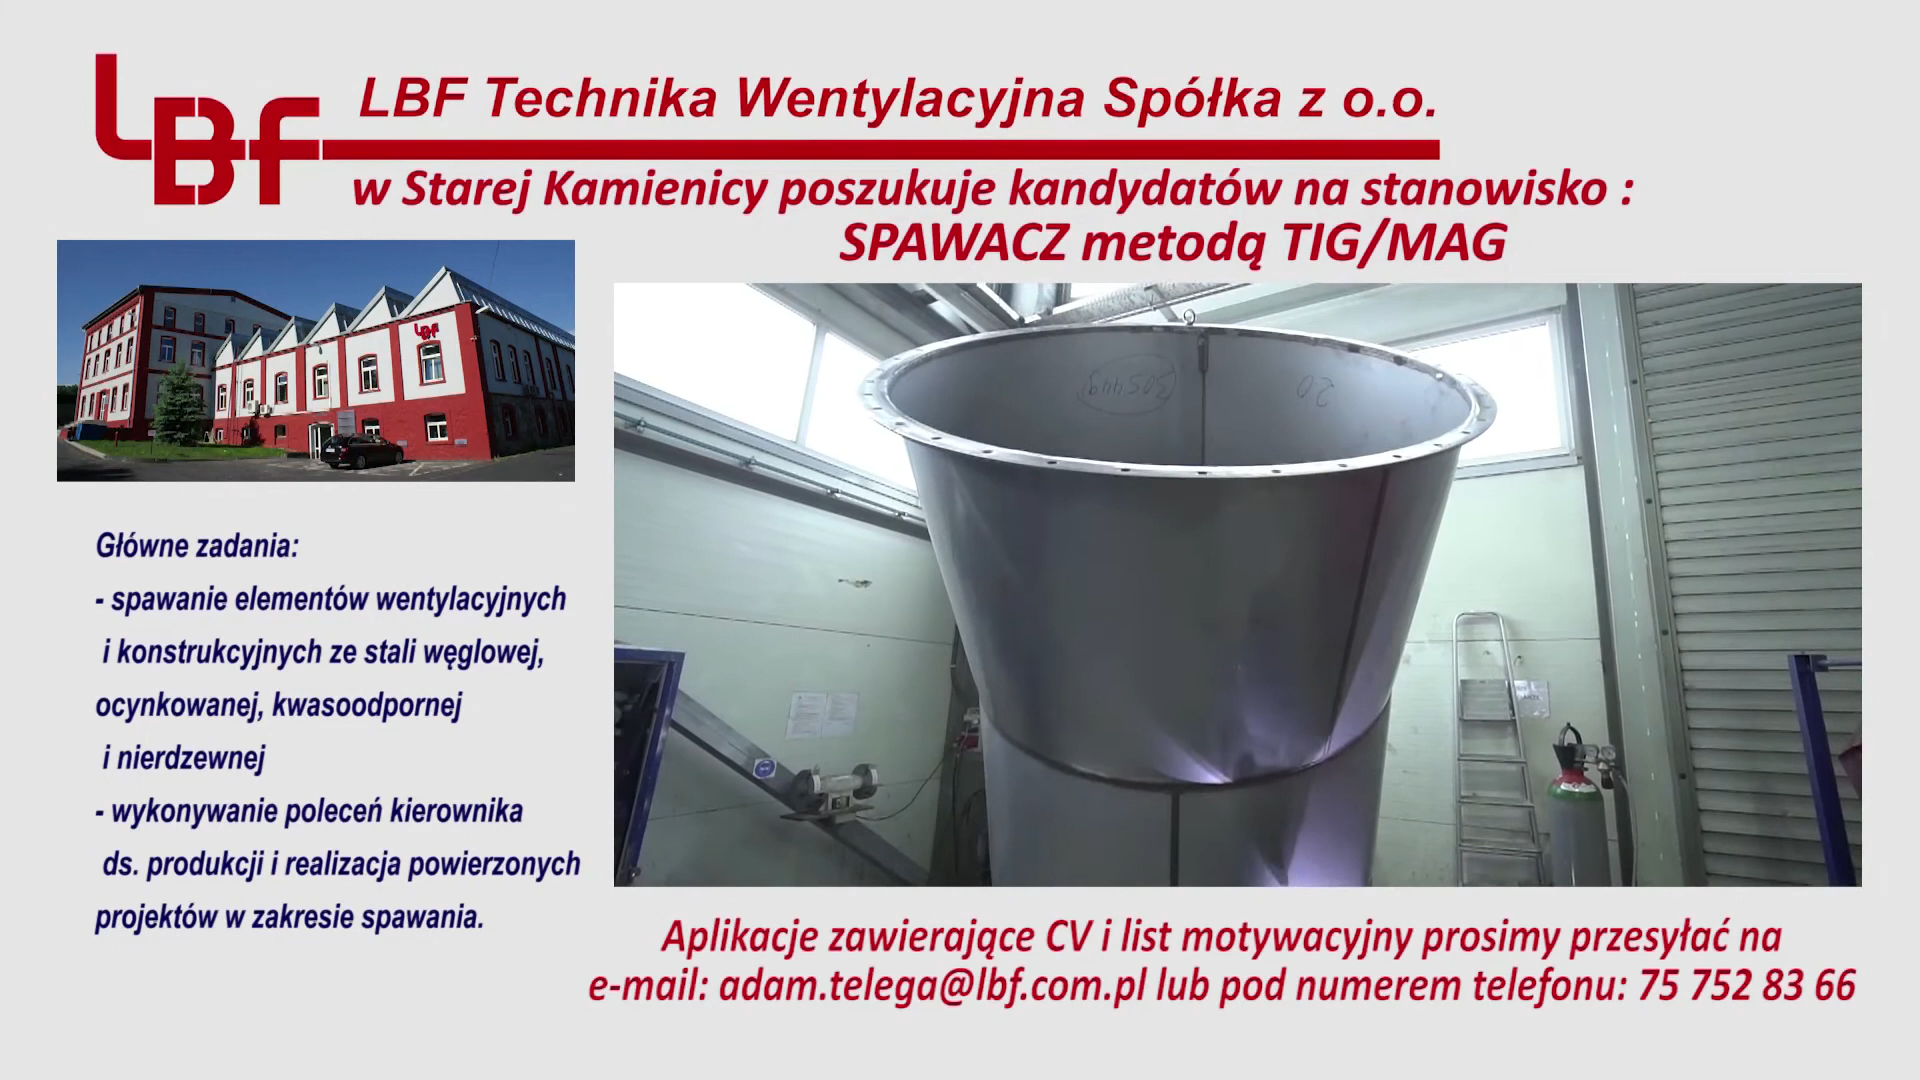 LBF
LBF Technika Wentylacyjna Spółka z o.o.
w Starej Kamienicy poszukuje kandydatów na stanowisko :
SPAWACZ metodą TIG/MAG
LBF
Główne zadania:
- spawanie elementów wentylacyjnych
i konstrukcyjnych ze stali węglowej,
ocynkowanej, kwasoodpornej
i nierdzewnej
- wykonywanie poleceń kierownika
ds. produkcji i realizacja powierzonych
projektów w zakresie spawania.
20
Aplikacje zawierające CV i list motywacyjny prosimy przesyłać na
e-mail: adam.telega@lbf.com.pl lub pod numerem telefonu: 75 752 83 66